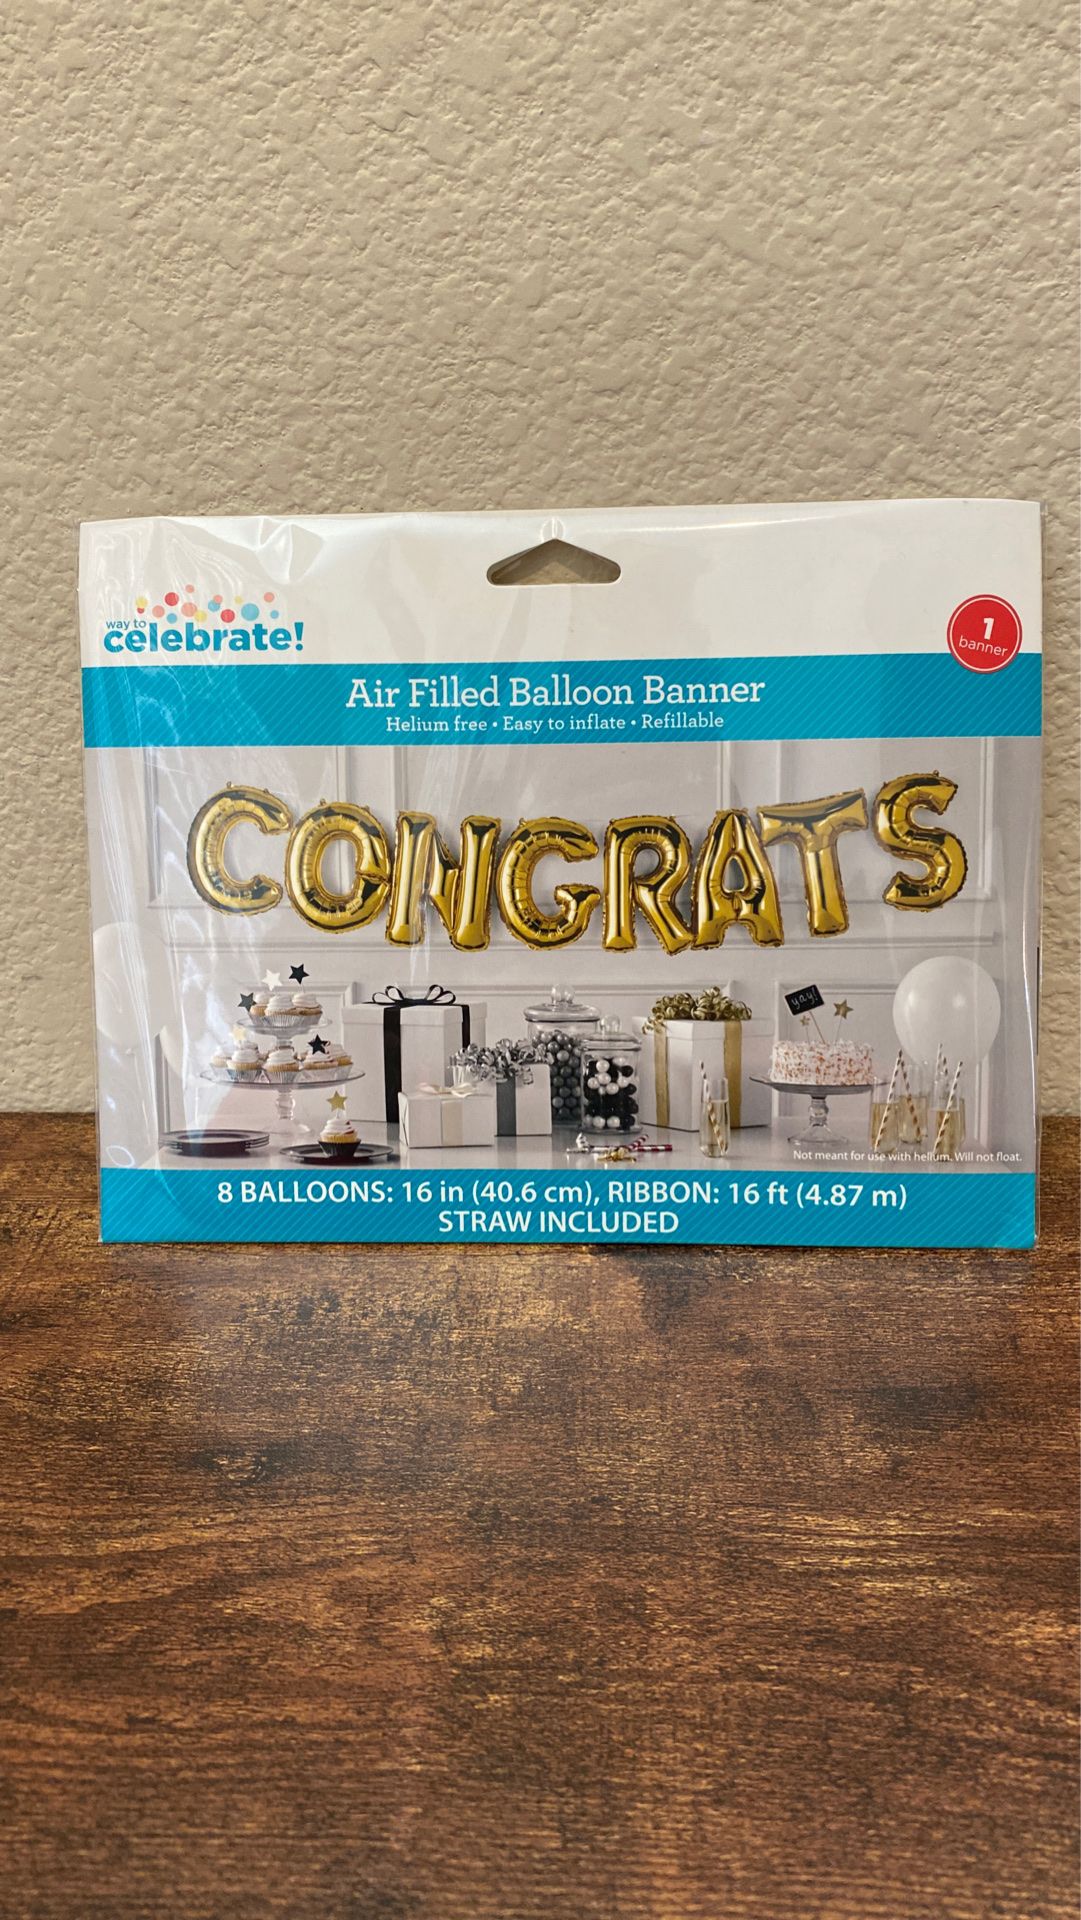 way to
celebrate!
1
banner
Air Filled Balloon Banner
Helium free • Easy to inflate • Refillable
CONGRATS
yay!
Not meant for use with helium. Will not float.
8 BALLOONS: 16 in (40.6 cm), RIBBON: 16 ft (4.87 m)
STRAW INCLUDED